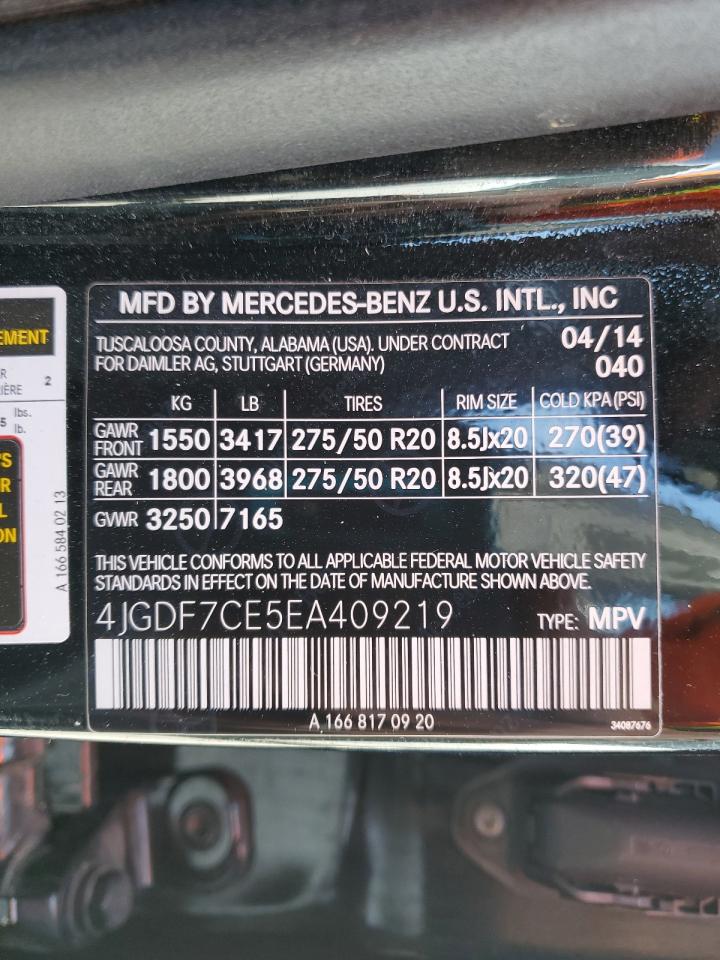 MFD BY MERCEDES-BENZ U.S. INTL., INC
TUSCALOOSA COUNTY, ALABAMA (USA). UNDER CONTRACT
FOR DAIMLER AG, STUTTGART (GERMANY)
04/14
040
KG LB TIRES RIM SIZE COLD KPA (PSI)
GAWR FRONT 1550 3417 275/50 R20 8.5Jx20 270(39)
GAWR REAR 1800 3968 275/50 R20 8.5Jx20 320(47)
GVWR 3250 7165
THIS VEHICLE CONFORMS TO ALL APPLICABLE FEDERAL MOTOR VEHICLE SAFETY
STANDARDS IN EFFECT ON THE DATE OF MANUFACTURE SHOWN ABOVE.
4JGDF7CE5EA409219 TYPE: MPV
A 166 817 09 20
34087676
2
5 lbs.
lb.
A 166 584 02 13